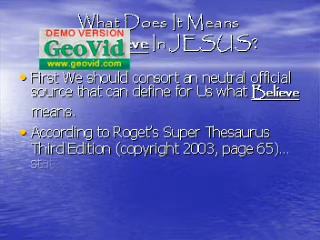 What Does It Mean
DEMO VERSION
GeoVid
www.geovid.com
In JESUS?
First We should consort an neutral official
source that can define for Us what Believe
means.
According to Roget's Super Thesaurus
Third Edition (copyright 2003, page 65)...